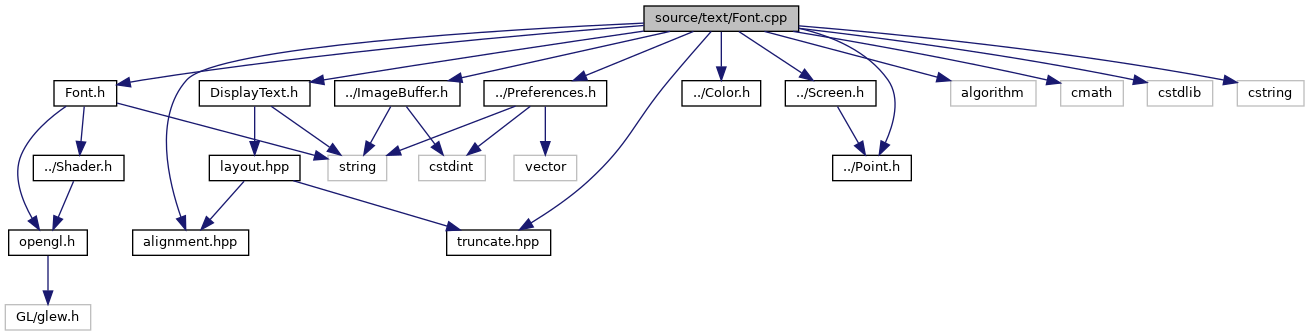 source/text/Font.cpp
Font.h
DisplayText.h
../ImageBuffer.h
../Preferences.h
../Color.h
../Screen.h
algorithm
cmath
cstdlib
cstring
../Shader.h
layout.hpp
string
cstdint
vector
../Point.h
opengl.h
alignment.hpp
truncate.hpp
GL/glew.h